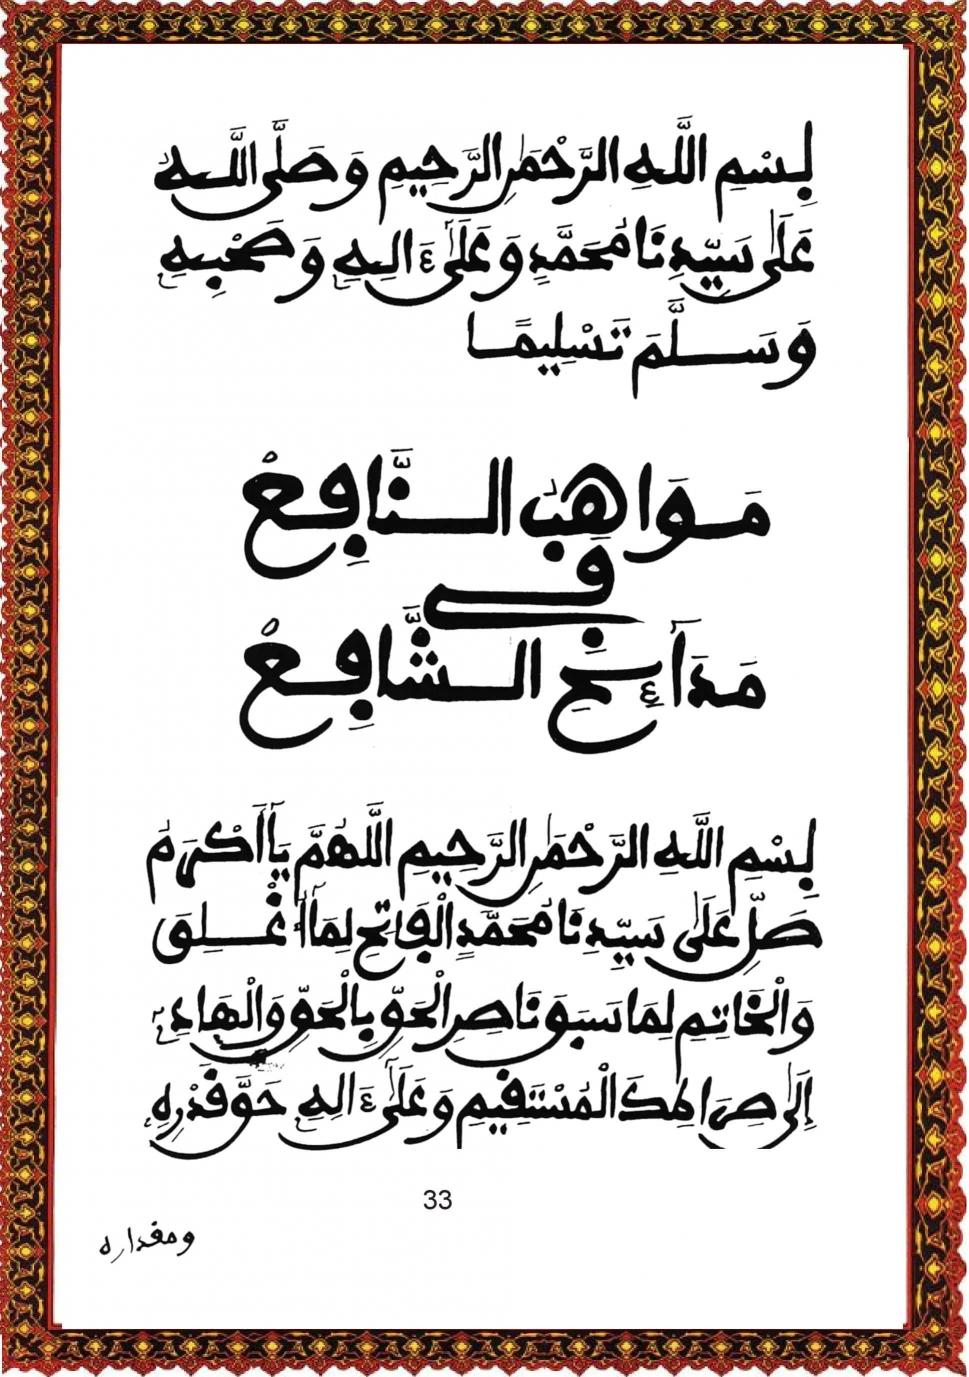 بِسْمِ اللَّهِ الرَّحْمَٰنِ الرَّحِيمِ وَصَلَّى اللَّهُ
عَلَىٰ سَيِّدِنَا مُحَمَّدٍ وَعَلَىٰ ءَالِهِ وَصَحْبِهِ
وَسَلَّمَ تَسْلِيمًا
مَوَاهِبُ النَّافِعْ
فِي
مَدَآئِحِ الشَّافِعْ
بِسْمِ اللَّهِ الرَّحْمَٰنِ الرَّحِيمِ اللَّهُمَّ يَآ أَكْرَمَ
صَلِّ عَلَىٰ سَيِّدِنَا مُحَمَّدٍ الْفَاتِحِ لِمَآ أُغْلِقَ
وَالْخَاتِمِ لِمَا سَبَقَ نَاصِرِ الْحَقِّ بِالْحَقِّ وَالْهَادِي
إِلَىٰ صِرَاطِكَ الْمُسْتَقِيمِ وَعَلَىٰ ءَالِهِ حَقَّ قَدْرِهِ
33
ومقداره